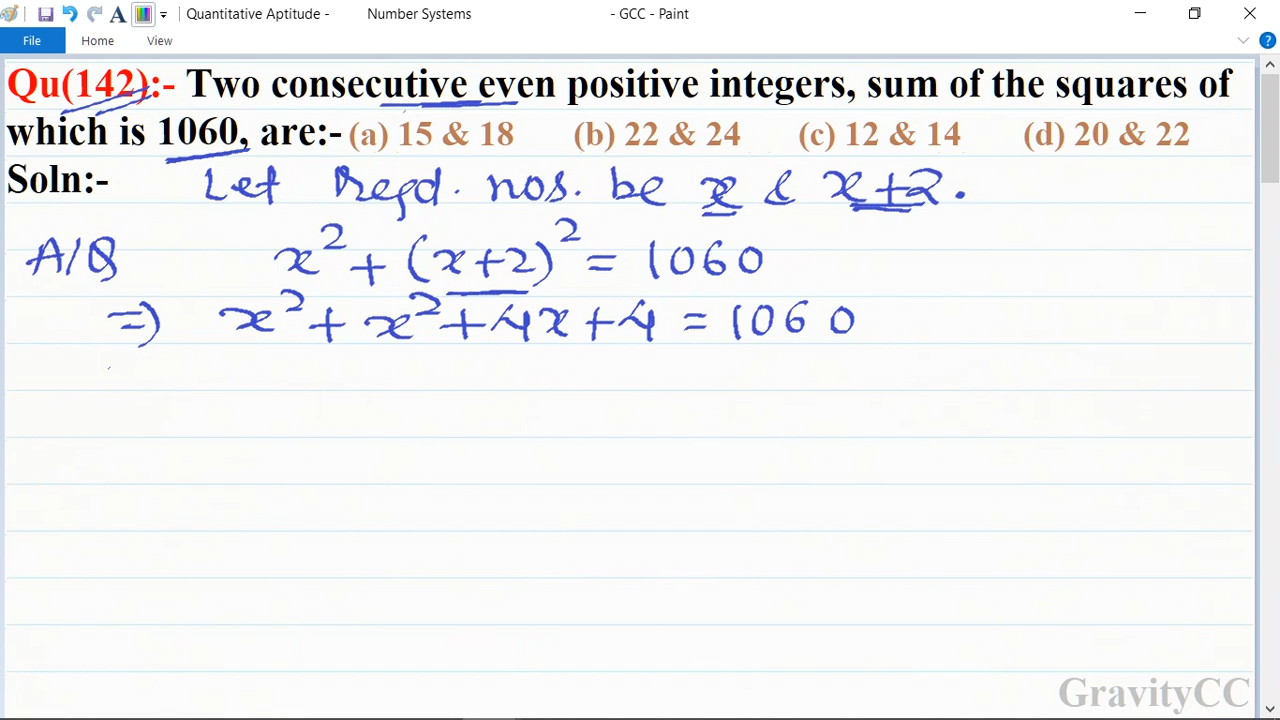 Quantitative Aptitude - Number Systems - GCC - Paint
File Home View
Qu(142):- Two consecutive even positive integers, sum of the squares of
which is 1060, are:- (a) 15 & 18 (b) 22 & 24 (c) 12 & 14 (d) 20 & 22
Soln:- Let Reqd. nos. be x & x+2.
A/Q x² + (x+2)² = 1060
=) x² + x² + 4x + 4 = 1060
GravityCC